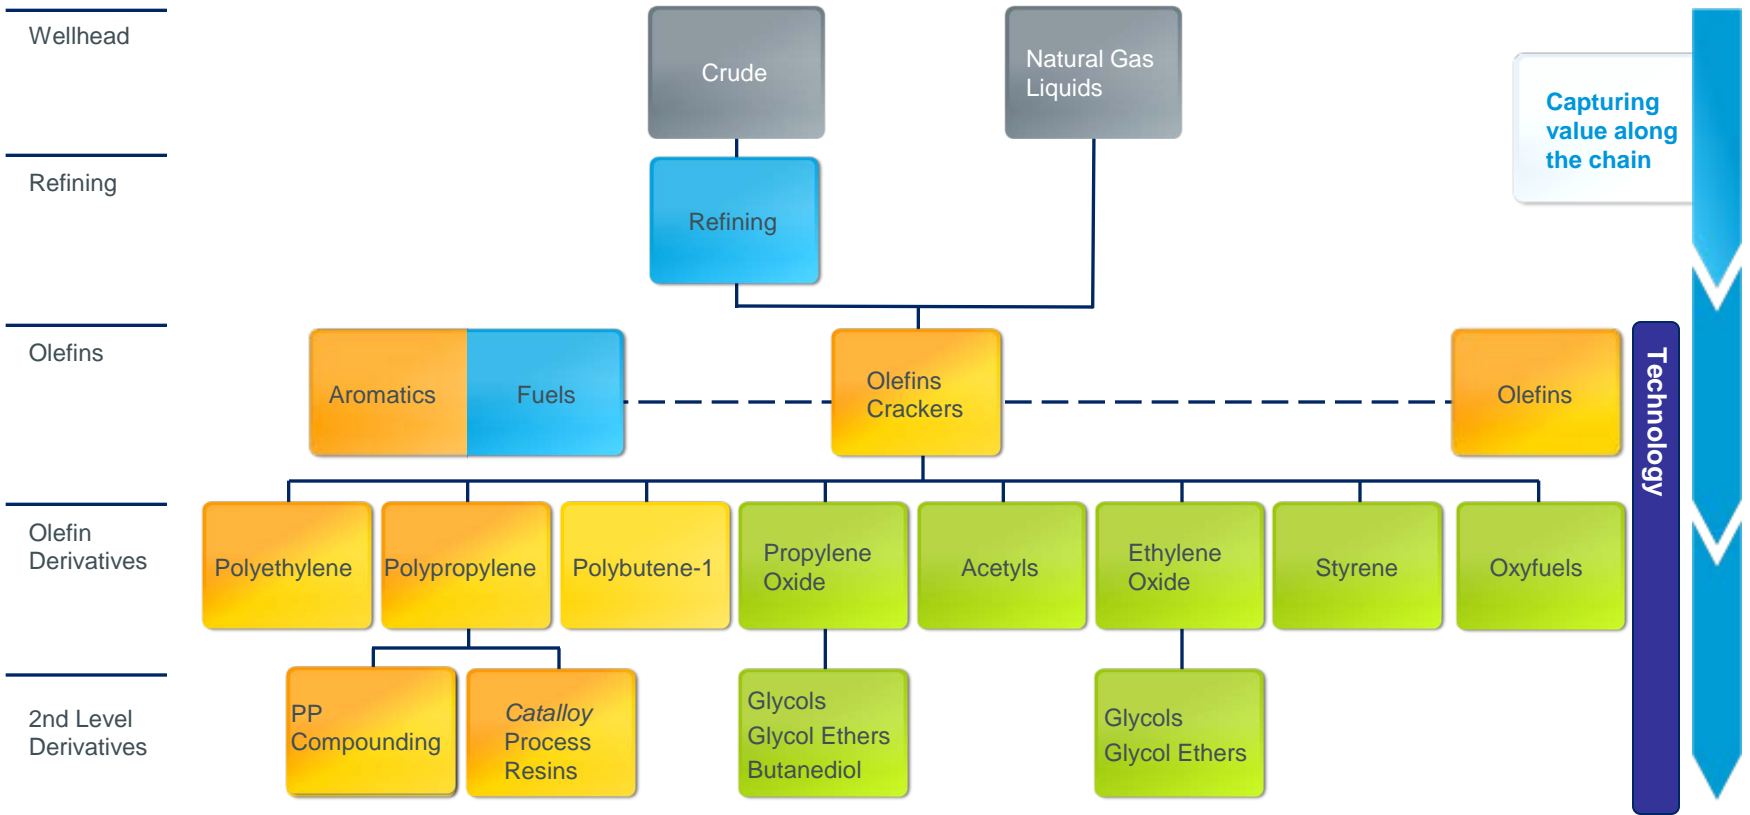 Wellhead
Crude
Natural Gas
Liquids
Capturing
value along
the chain
Refining
Refining
Olefins
Aromatics
Fuels
Olefins
Crackers
Olefins
Technology
Olefin
Derivatives
Polyethylene
Polypropylene
Polybutene-1
Propylene
Oxide
Acetyls
Ethylene
Oxide
Styrene
Oxyfuels
2nd Level
Derivatives
PP
Compounding
Catalloy
Process
Resins
Glycols
Glycol Ethers
Butanediol
Glycols
Glycol Ethers